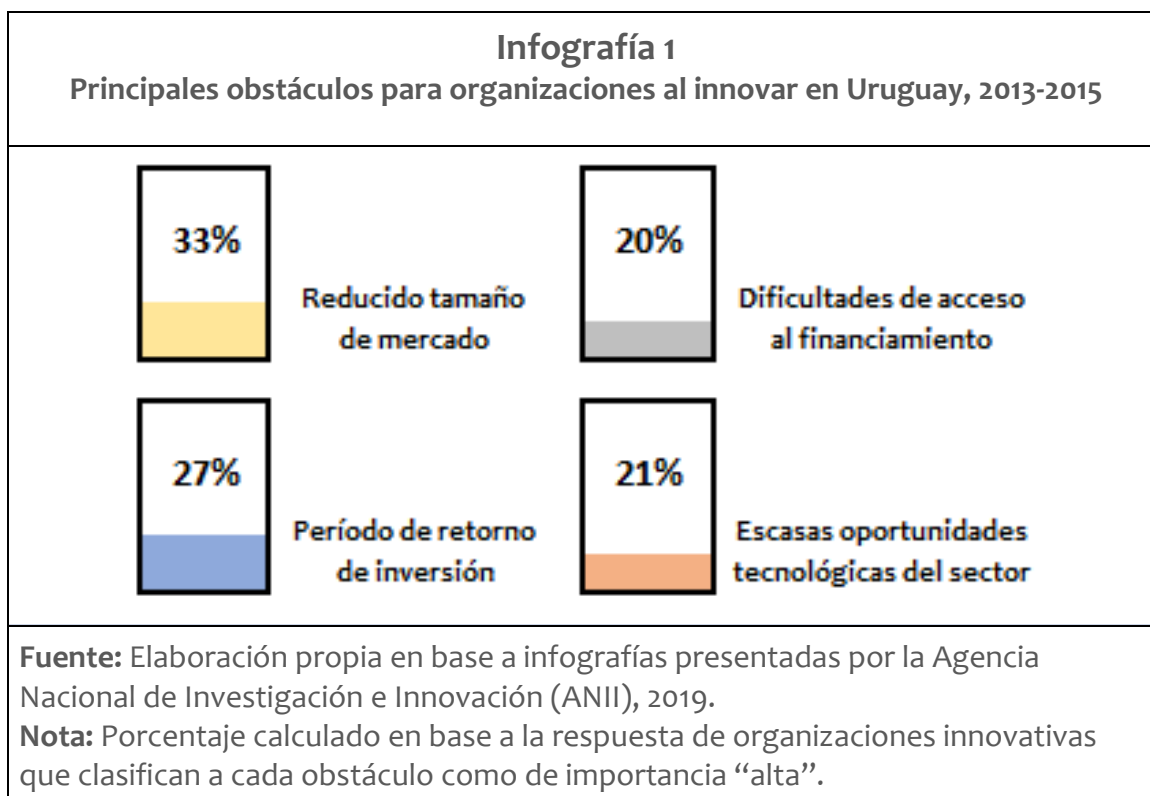 Infografía 1
Principales obstáculos para organizaciones al innovar en Uruguay, 2013-2015
33%
Reducido tamaño
de mercado
20%
Dificultades de acceso
al financiamiento
27%
Período de retorno
de inversión
21%
Escasas oportunidades
tecnológicas del sector
Fuente: Elaboración propia en base a infografías presentadas por la Agencia
Nacional de Investigación e Innovación (ANII), 2019.
Nota: Porcentaje calculado en base a la respuesta de organizaciones innovativas
que clasifican a cada obstáculo como de importancia “alta”.